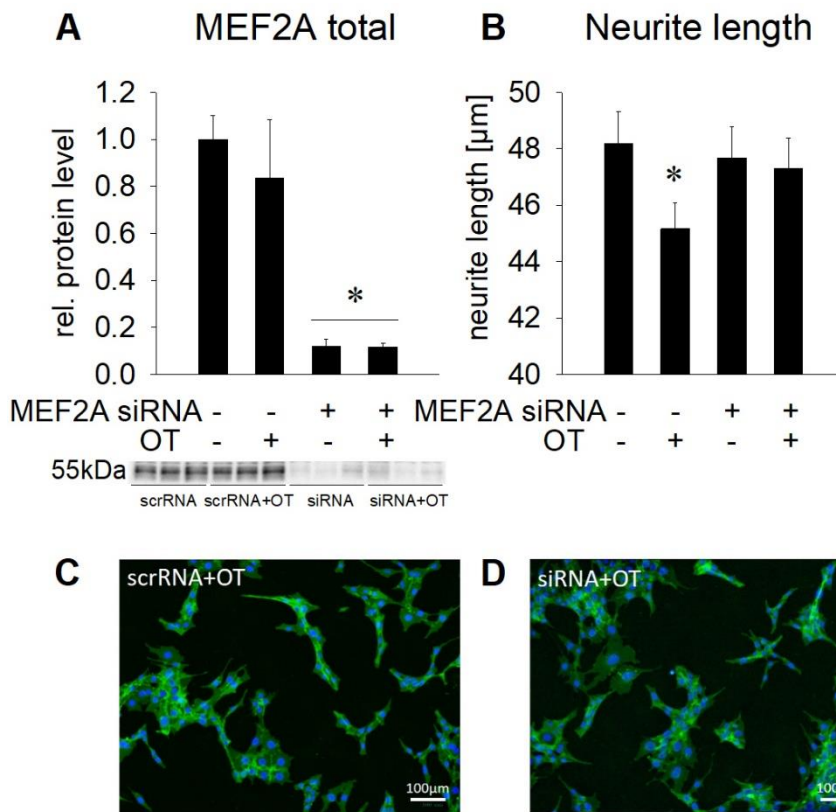 A MEF2A total
rel. protein level
1.2
1.0
0.8
0.6
0.4
0.2
0.0
*
MEF2A siRNA - - + +
OT - + - +
55kDa
scrRNA scrRNA+OT siRNA siRNA+OT
B Neurite length
neurite length [µm]
50
48
46
44
42
40
*
MEF2A siRNA - - + +
OT - + - +
C
scrRNA+OT
100µm
D
siRNA+OT
100